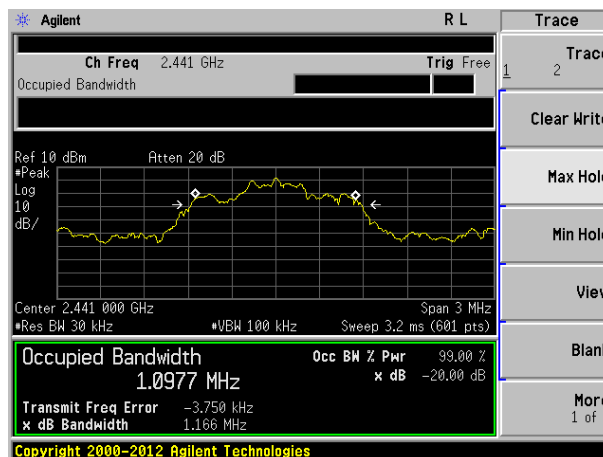 Agilent R L Trace
Ch Freq 2.441 GHz Trig Free
Occupied Bandwidth
Trace
1 2
Clear Write
Max Hold
Min Hold
View
Blank
More
1 of
Ref 10 dBm Atten 20 dB
#Peak
Log
10
dB/
Center 2.441 000 GHz Span 3 MHz
#Res BW 30 kHz #VBW 100 kHz Sweep 3.2 ms (601 pts)
Occupied Bandwidth Occ BW % Pwr 99.00 %
1.0977 MHz x dB -20.00 dB
Transmit Freq Error -3.750 kHz
x dB Bandwidth 1.166 MHz
Copyright 2000-2012 Agilent Technologies